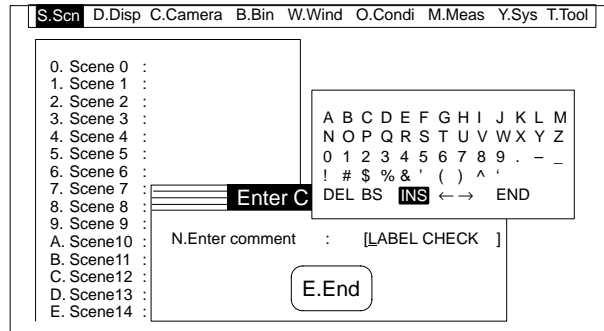 S.Scn D.Disp C.Camera B.Bin W.Wind O.Condi M.Meas Y.Sys T.Tool
0. Scene 0 :
1. Scene 1 :
2. Scene 2 :
3. Scene 3 :
4. Scene 4 :
5. Scene 5 :
6. Scene 6 :
7. Scene 7 :
8. Scene 8 :
9. Scene 9 :
A. Scene10 :
B. Scene11 :
C. Scene12 :
D. Scene13 :
E. Scene14 :
A B C D E F G H I J K L M
N O P Q R S T U V W X Y Z
0 1 2 3 4 5 6 7 8 9 . – _
! # $ % & ’ ( ) ^ ‘
DEL BS INS ←→ END
Enter C
N.Enter comment : [LABEL CHECK ]
E.End